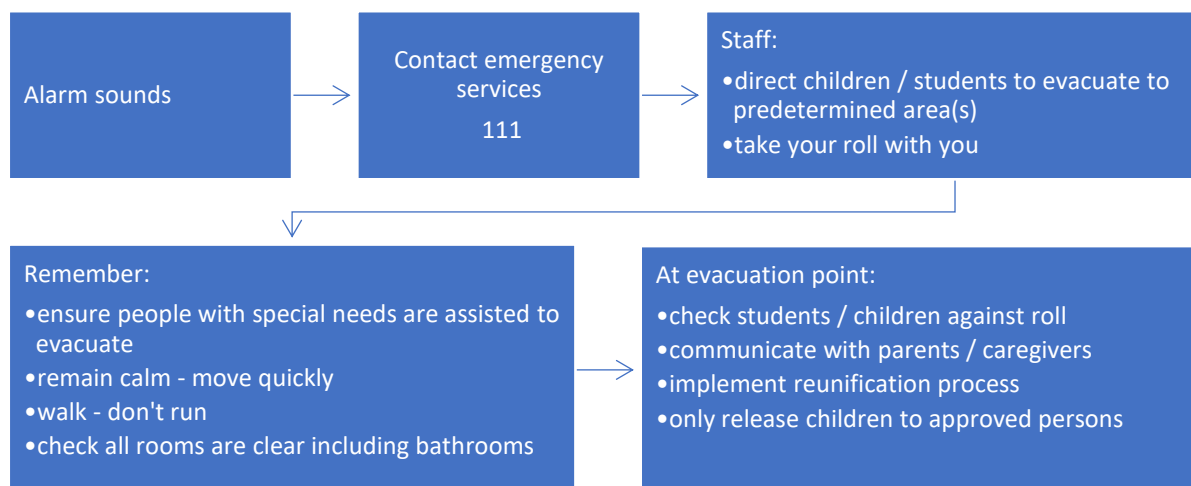 Alarm sounds
Contact emergency
services
111
Staff:
•direct children / students to evacuate to
predetermined area(s)
•take your roll with you
Remember:
•ensure people with special needs are assisted to
evacuate
•remain calm - move quickly
•walk - don't run
•check all rooms are clear including bathrooms
At evacuation point:
•check students / children against roll
•communicate with parents / caregivers
•implement reunification process
•only release children to approved persons